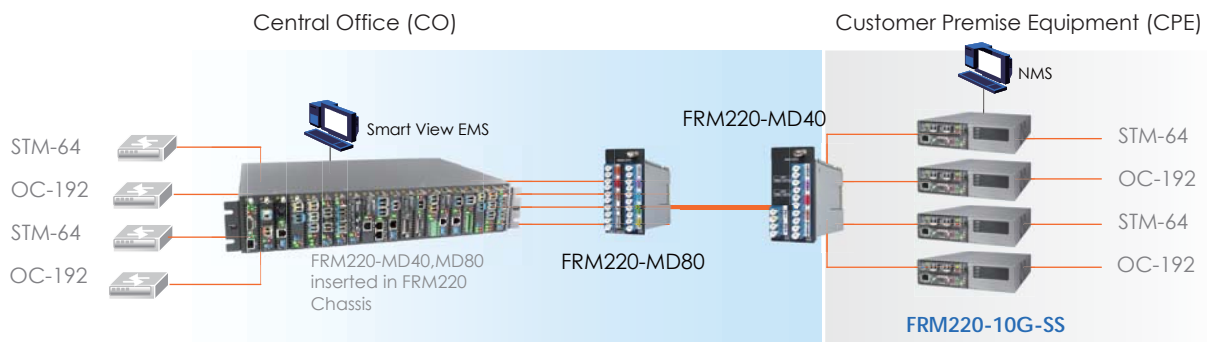 Central Office (CO)
Customer Premise Equipment (CPE)
NMS
FRM220-MD40
Smart View EMS
STM-64
OC-192
STM-64
OC-192
FRM220-MD40,MD80
inserted in FRM220
Chassis
FRM220-MD80
STM-64
OC-192
STM-64
OC-192
FRM220-10G-SS